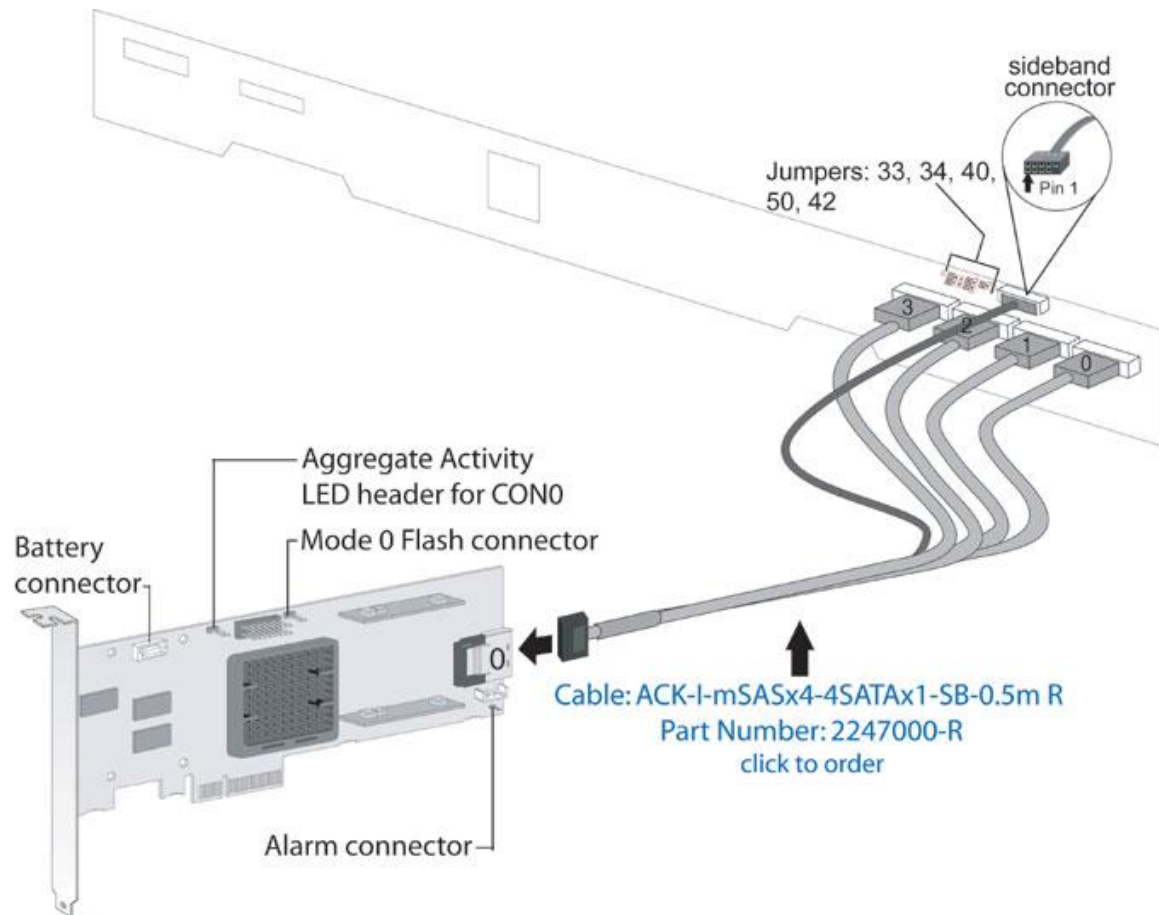 sideband
connector
Pin 1
Jumpers: 33, 34, 40,
50, 42
3
2
1
0
Aggregate Activity
LED header for CON0
Mode 0 Flash connector
Battery
connector
0
Cable: ACK-I-mSASx4-4SATAx1-SB-0.5m R
Part Number: 2247000-R
click to order
Alarm connector